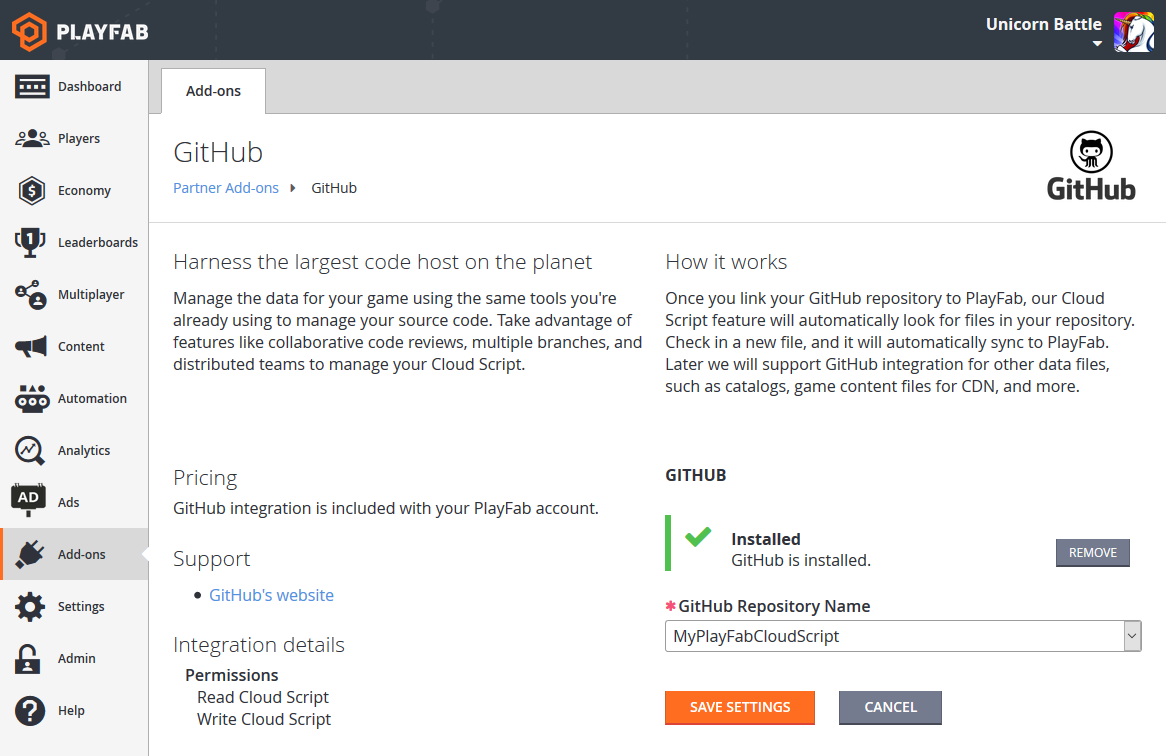 PLAYFAB
Unicorn Battle
Dashboard
Players
Economy
Leaderboards
Multiplayer
Content
Automation
Analytics
AD
Ads
Add-ons
Settings
Admin
Help
Add-ons
GitHub
Partner Add-ons GitHub
GitHub
Harness the largest code host on the planet
Manage the data for your game using the same tools you're
already using to manage your source code. Take advantage of
features like collaborative code reviews, multiple branches, and
distributed teams to manage your Cloud Script.
How it works
Once you link your GitHub repository to PlayFab, our Cloud
Script feature will automatically look for files in your repository.
Check in a new file, and it will automatically sync to PlayFab.
Later we will support GitHub integration for other data files,
such as catalogs, game content files for CDN, and more.
Pricing
GitHub integration is included with your PlayFab account.
Support
• GitHub's website
Integration details
Permissions
Read Cloud Script
Write Cloud Script
GITHUB
Installed
GitHub is installed.
REMOVE
* GitHub Repository Name
MyPlayFabCloudScript
SAVE SETTINGS
CANCEL